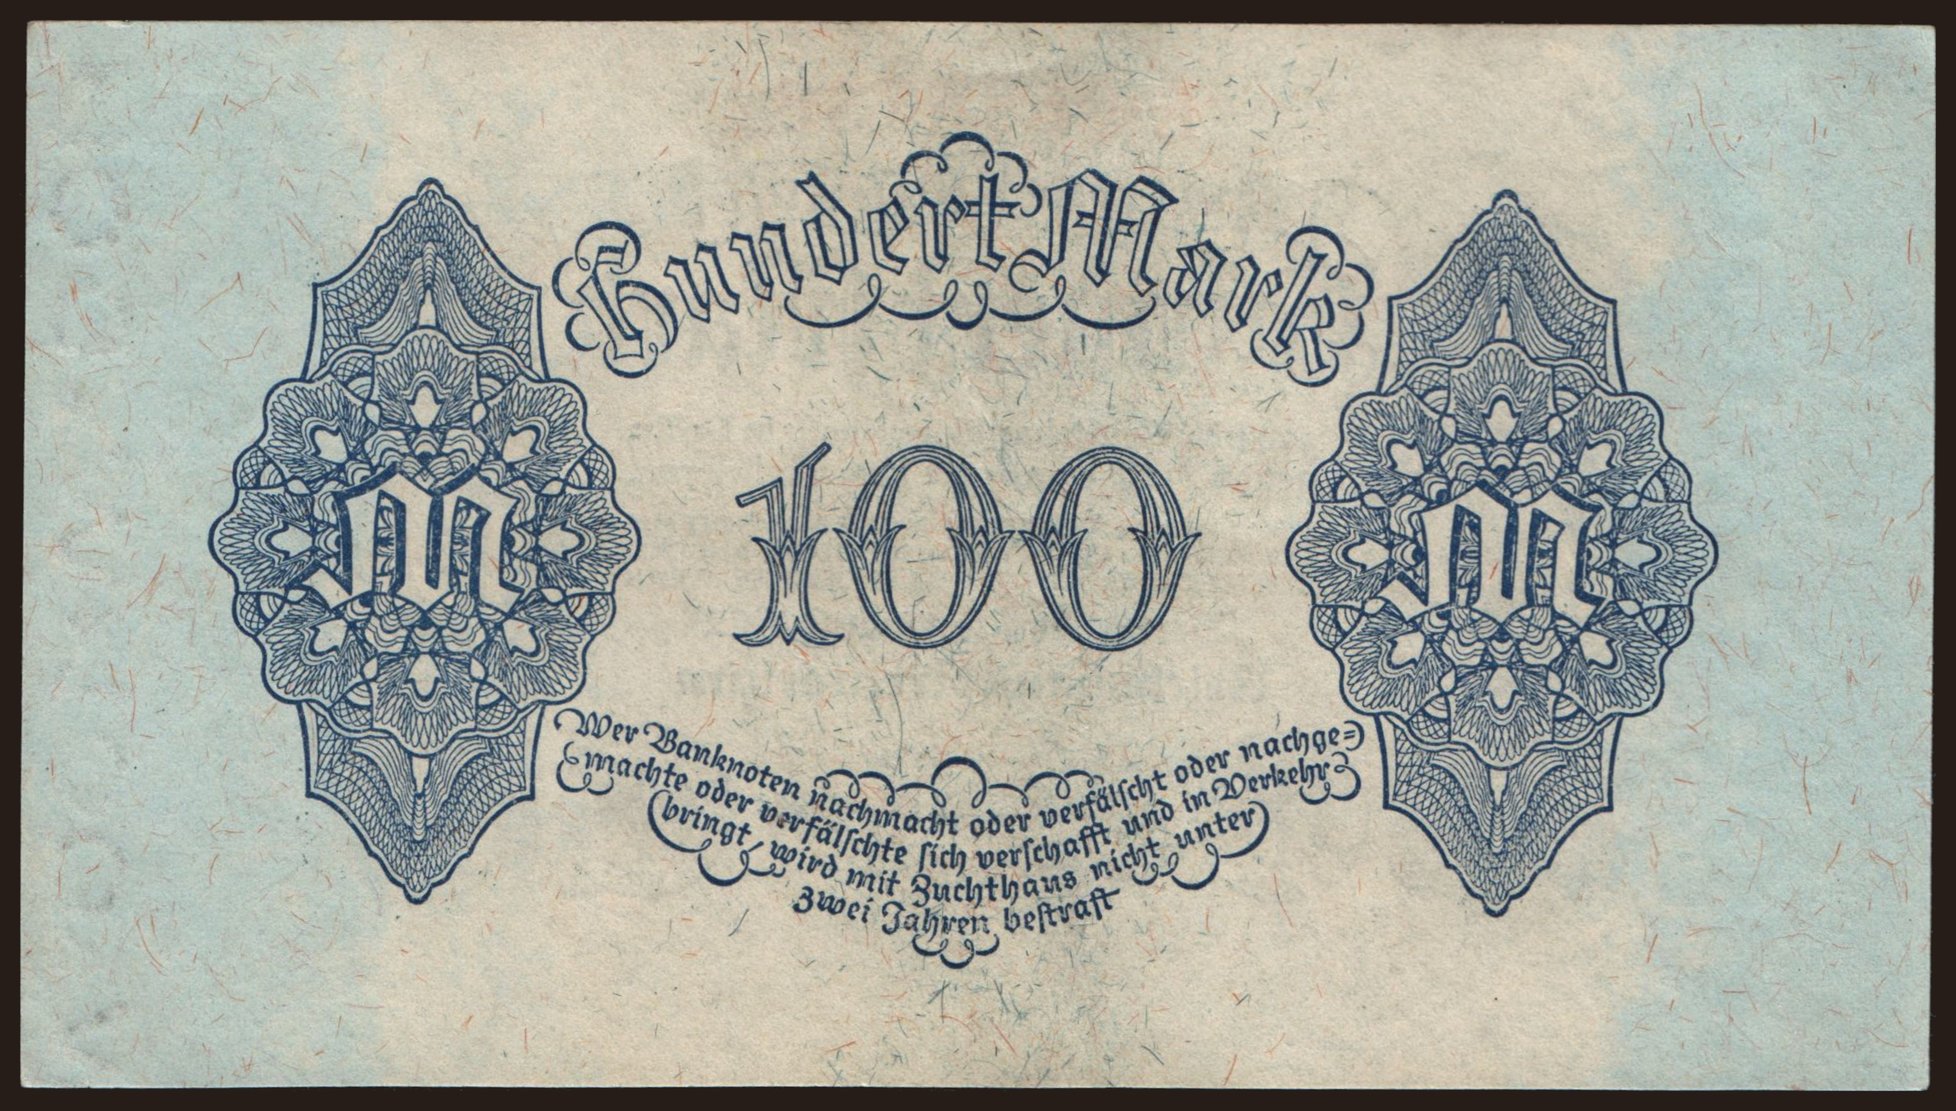 Hundert Mark
M
100
M
Wer Banknoten nachmacht oder verfälscht oder nachge=
machte oder verfälschte sich verschafft und in Verkehr
bringt, wird mit Zuchthaus nicht unter
zwei Jahren bestraft